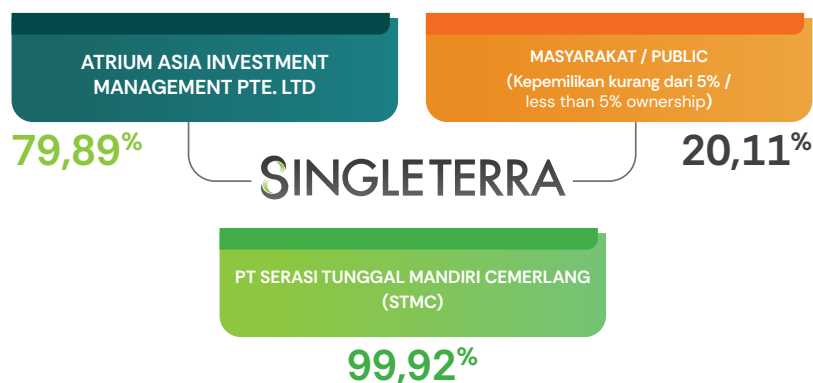 ATRIUM ASIA INVESTMENT
MANAGEMENT PTE. LTD
79,89%
MASYARAKAT / PUBLIC
(Kepemilikan kurang dari 5% /
less than 5% ownership)
20,11%
SINGLETERRA
PT SERASI TUNGGAL MANDIRI CEMERLANG
(STMC)
99,92%